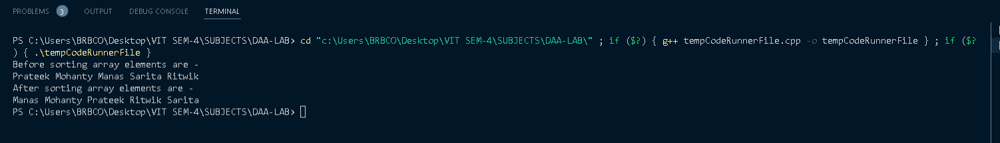 PROBLEMS 3 OUTPUT DEBUG CONSOLE TERMINAL
PS C:\Users\BRBCO\Desktop\VIT SEM-4\SUBJECTS\DAA-LAB> cd "c:\Users\BRBCO\Desktop\VIT SEM-4\SUBJECTS\DAA-LAB\" ; if ($?) { g++ tempCodeRunnerFile.cpp -o tempCodeRunnerFile } ; if ($?
) { .\tempCodeRunnerFile }
Before sorting array elements are -
Prateek Mohanty Manas Sarita Ritwik
After sorting array elements are -
Manas Mohanty Prateek Ritwik Sarita
PS C:\Users\BRBCO\Desktop\VIT SEM-4\SUBJECTS\DAA-LAB>